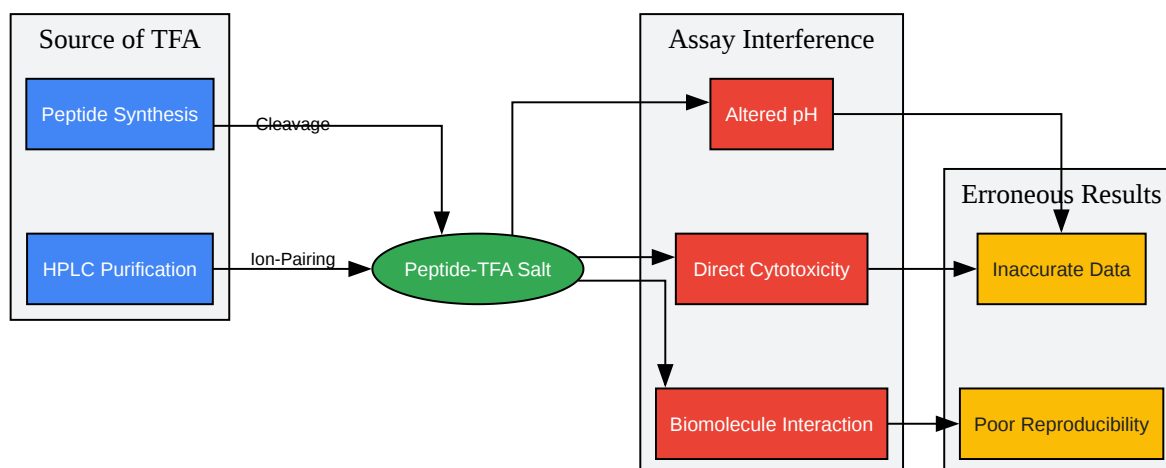 Source of TFA
Peptide Synthesis
HPLC Purification
Cleavage
Ion-Pairing
Peptide-TFA Salt
Assay Interference
Altered pH
Direct Cytotoxicity
Biomolecule Interaction
Erroneous Results
Inaccurate Data
Poor Reproducibility